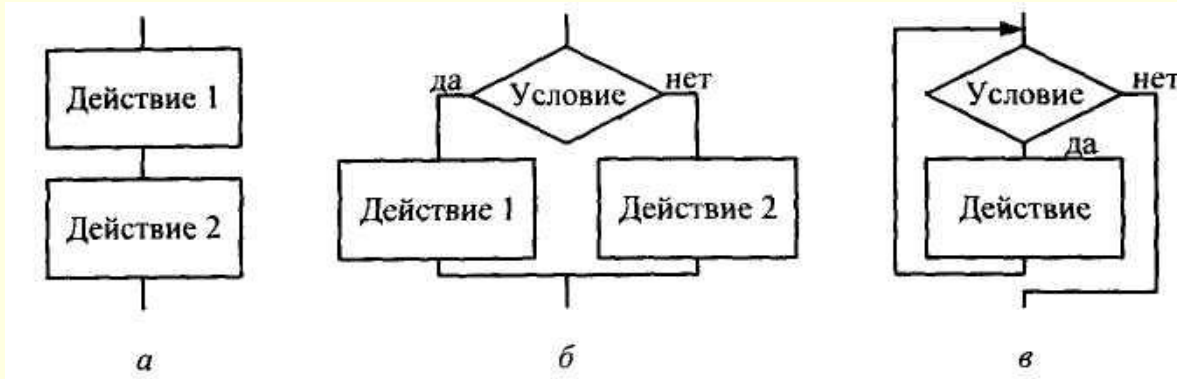 Действие 1
Действие 2
а
да
Условие
нет
Действие 1
Действие 2
б
Условие
нет
да
Действие
в